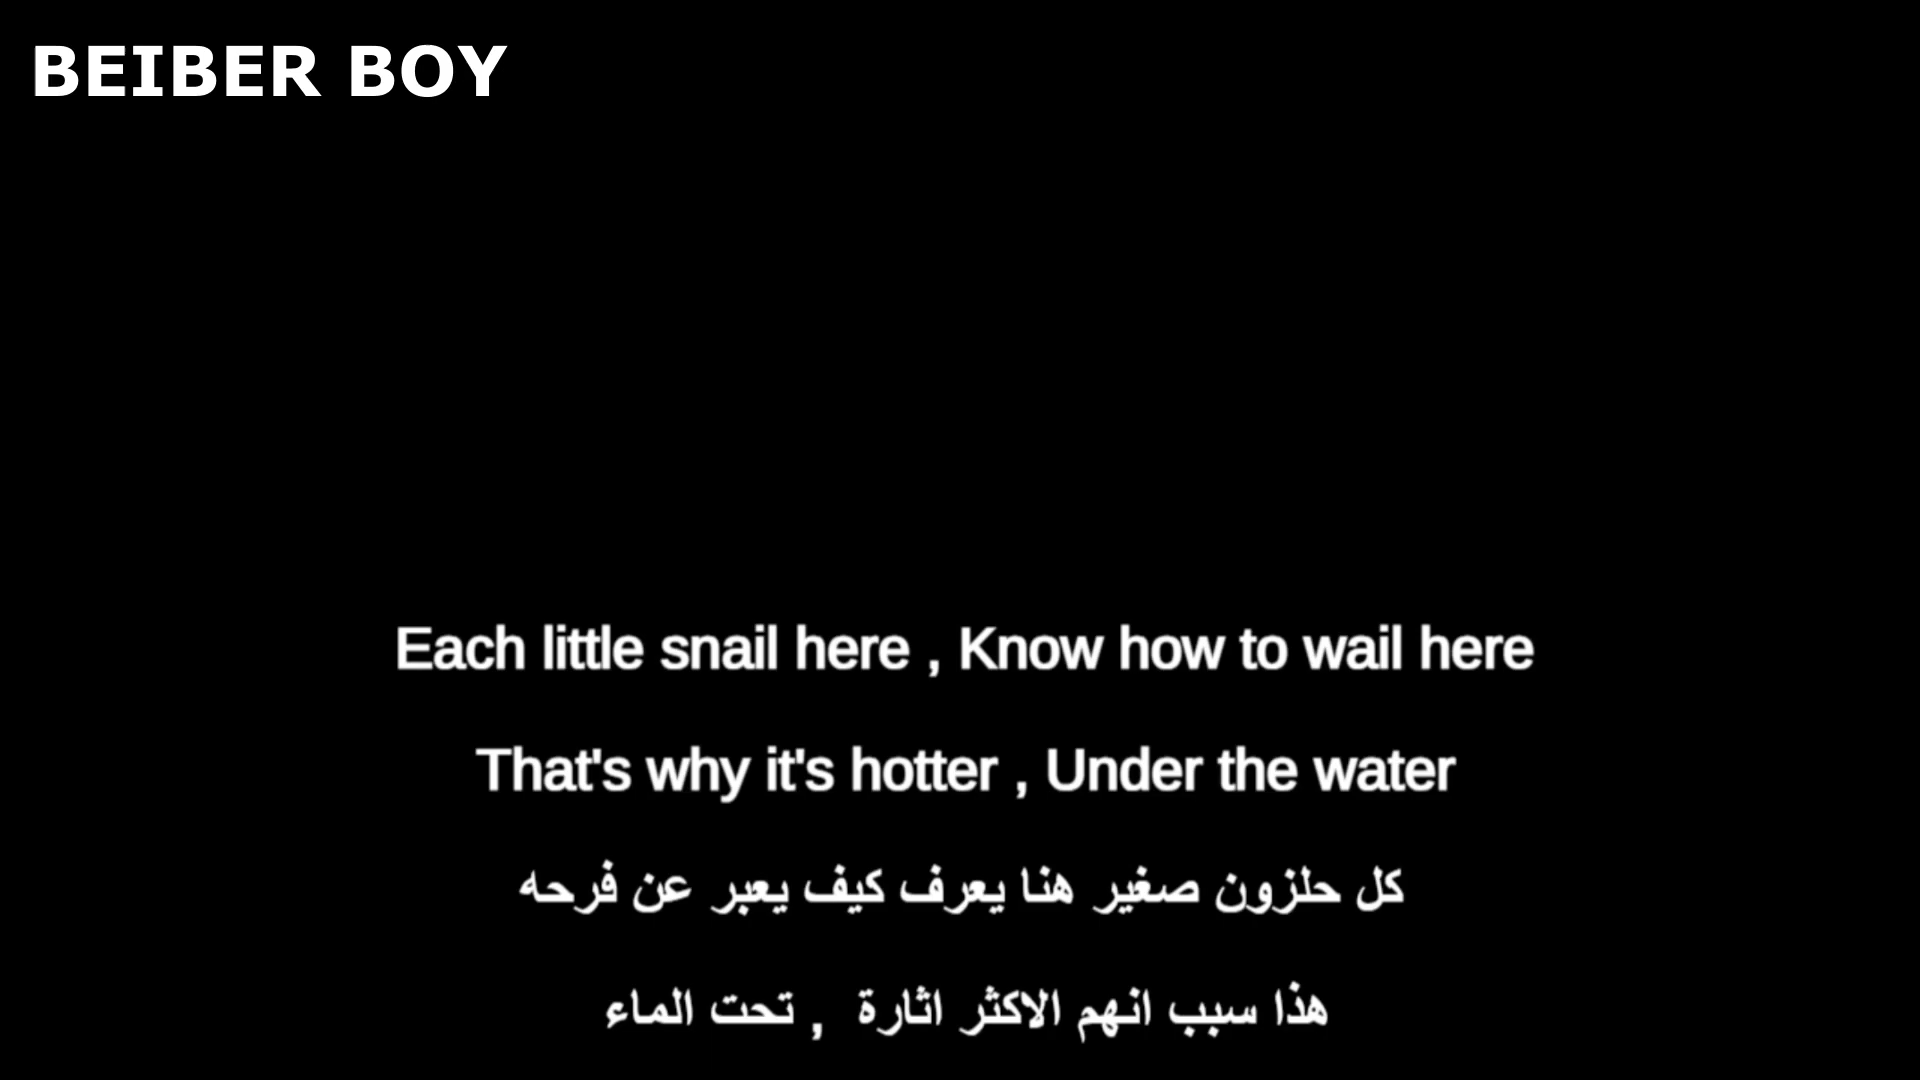 BEIBER BOY
Each little snail here , Know how to wail here
That's why it's hotter , Under the water
كل حلزون صغير هنا يعرف كيف يعبر عن فرحه
هذا سبب انهم الاكثر اثارة , تحت الماء